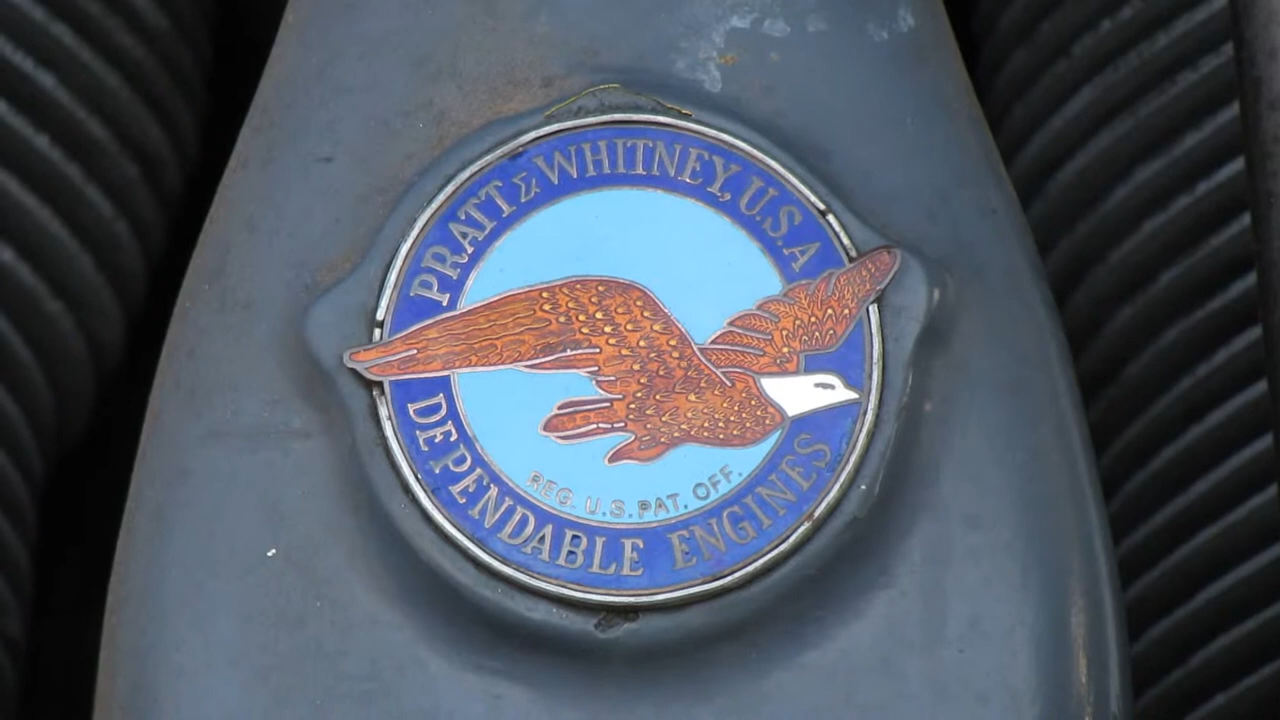 PRATT & WHITNEY, U.S.A
REG. U.S. PAT. OFF.
DEPENDABLE ENGINES